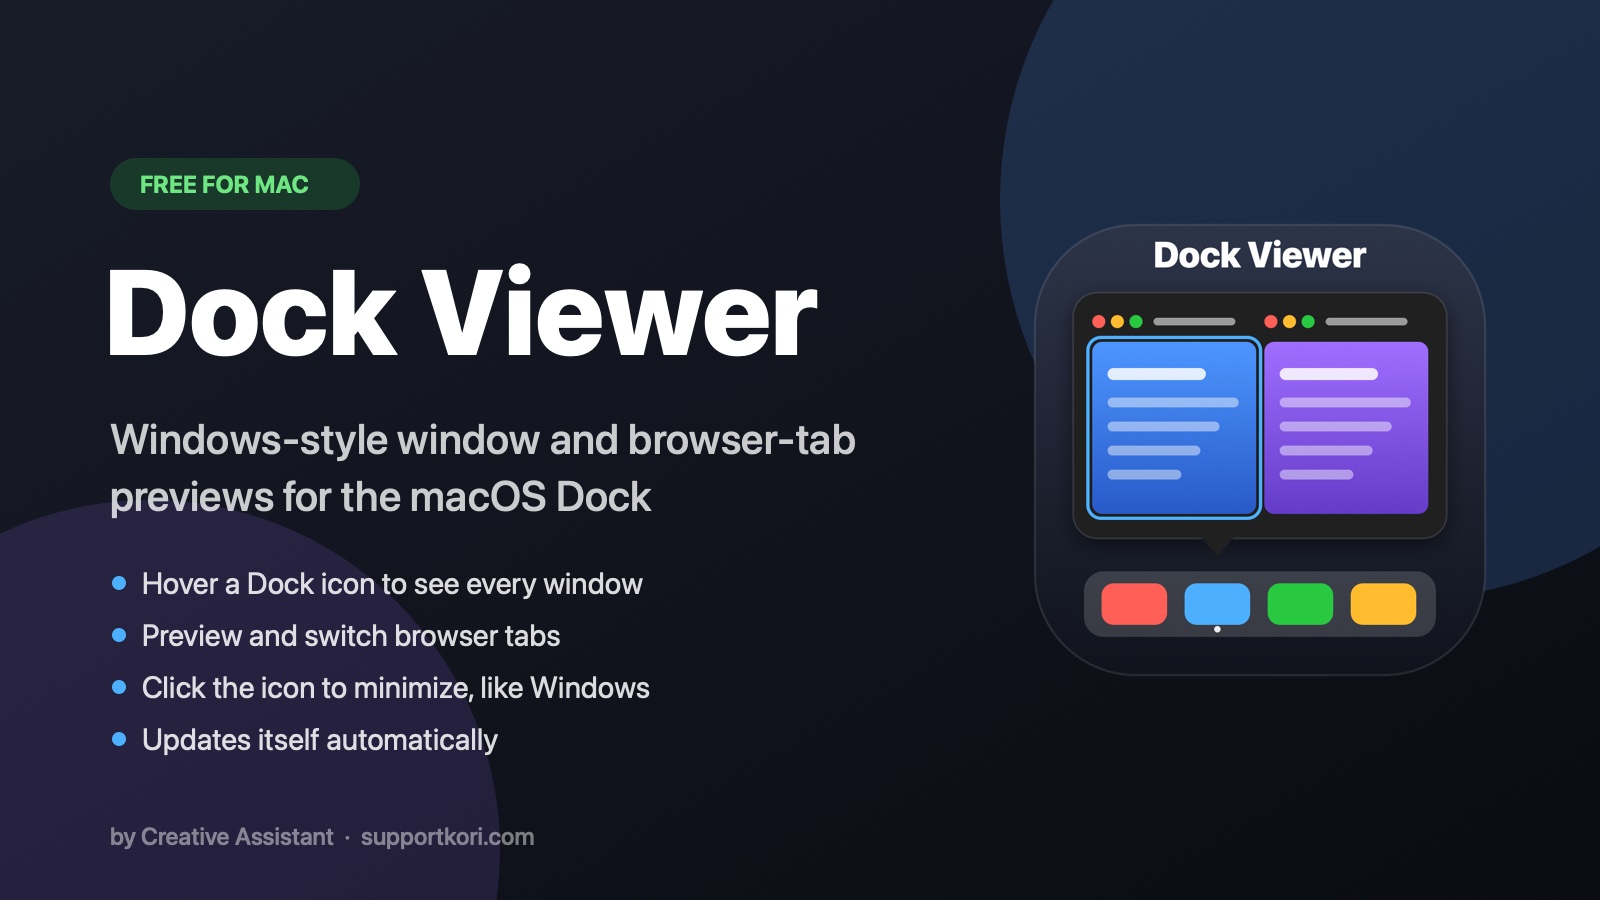 FREE FOR MAC
Dock Viewer
Windows-style window and browser-tab
previews for the macOS Dock
Hover a Dock icon to see every window
Preview and switch browser tabs
Click the icon to minimize, like Windows
Updates itself automatically
by Creative Assistant · supportkori.com
Dock Viewer